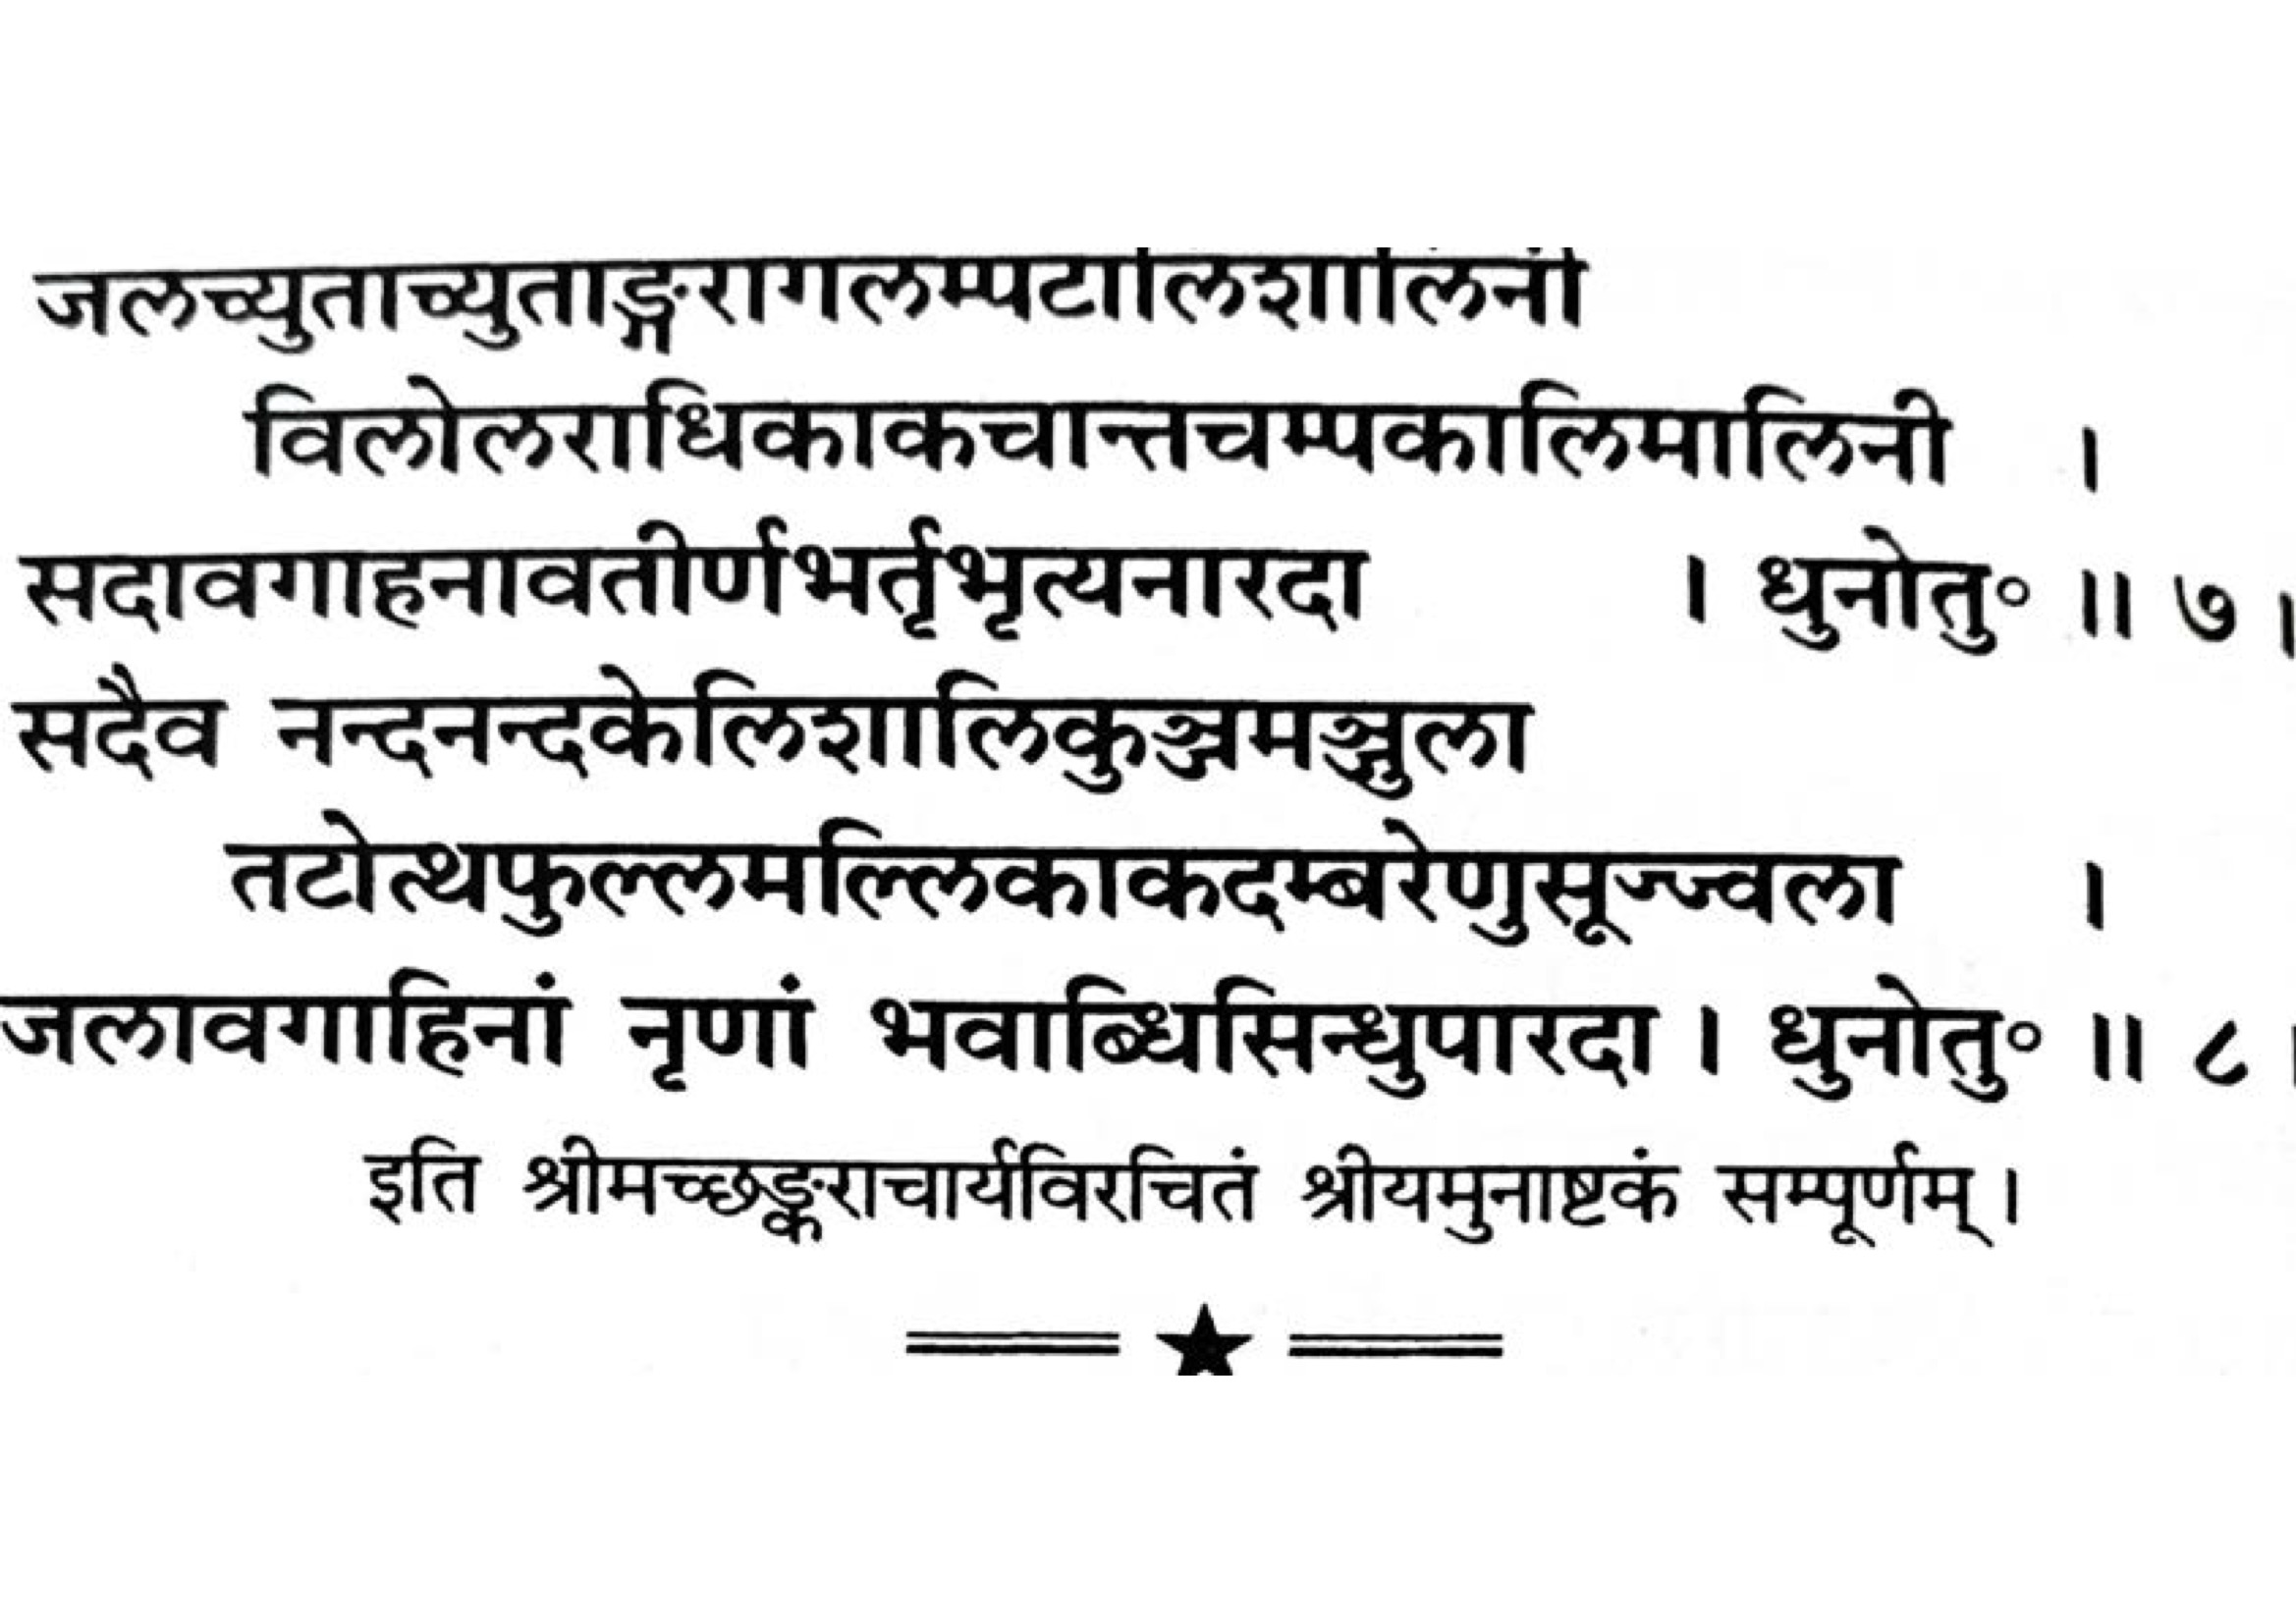 जलच्युताच्युताङ्गरागलम्पटालिशालिनी
विलोलराधिकाकचान्तचम्पकालिमालिनी ।
सदावगाहनावतीर्णभर्तृभृत्यनारदा । धुनोतु० ॥ ७ ।
सदैव नन्दनन्दकेलिशालिकुञ्जमञ्जुला
तटोत्थफुल्लमल्लिकाकदम्बरेणुसूज्ज्वला ।
जलावगाहिनां नृणां भवाब्धिसिन्धुपारदा । धुनोतु० ॥ ८ ।
इति श्रीमच्छङ्कराचार्यविरचितं श्रीयमुनाष्टकं सम्पूर्णम् ।